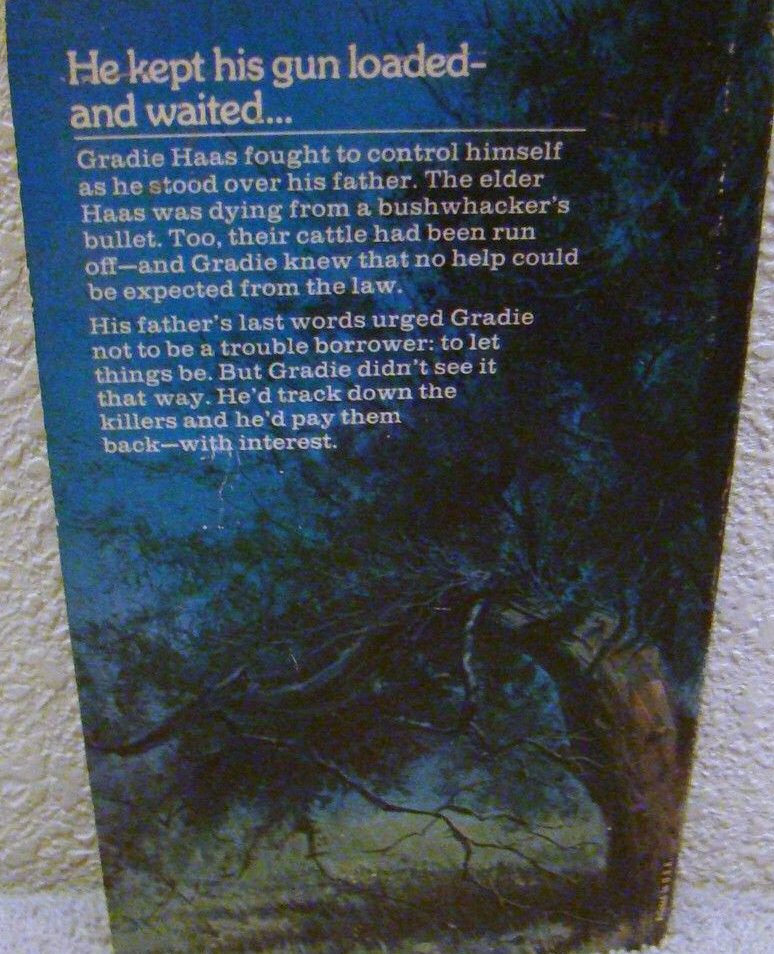 He kept his gun loaded-
and waited...
Gradie Haas fought to control himself
as he stood over his father. The elder
Haas was dying from a bushwhacker's
bullet. Too, their cattle had been run
off—and Gradie knew that no help could
be expected from the law.
His father's last words urged Gradie
not to be a trouble borrower: to let
things be. But Gradie didn't see it
that way. He'd track down the
killers and he'd pay them
back—with interest.